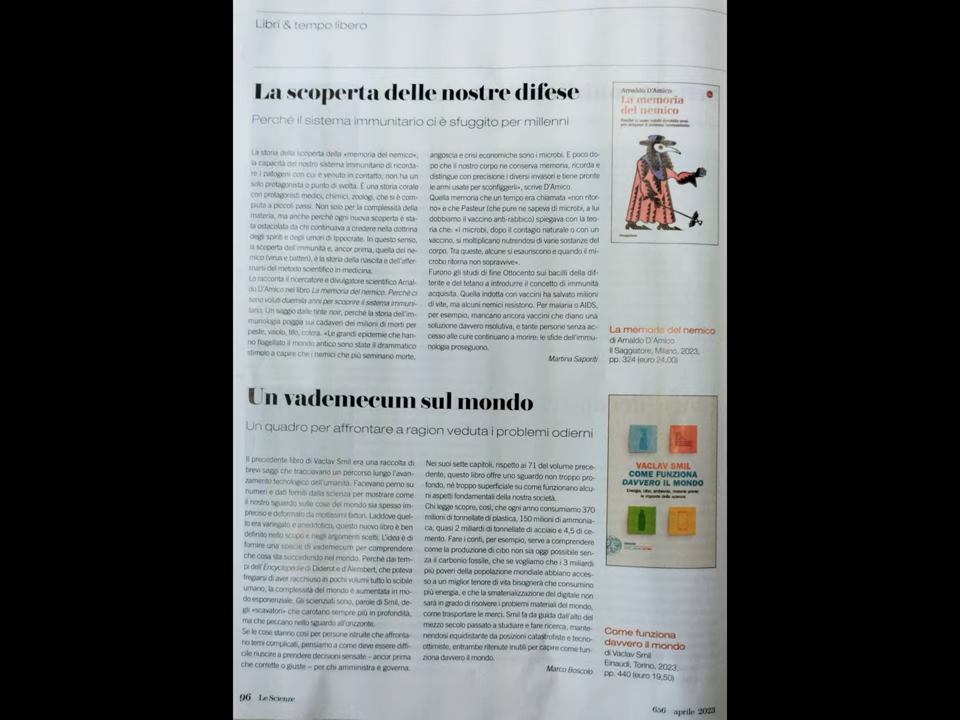 Libri & tempo libero
La scoperta delle nostre difese
Perché il sistema immunitario ci è sfuggito per millenni
La storia della scoperta della «memoria del nemico»,
la capacità del nostro sistema immunitario di ricorda-
re i patogeni con cui è venuto in contatto, non ha un
solo protagonista o punto di svolta. È una storia corale
con protagonisti medici, chimici, zoologi, che si è com-
piuta a piccoli passi. Non solo per la complessità della
materia, ma anche perché ogni nuova scoperta è sta-
ta ostacolata da chi continuava a credere nella dottrina
degli spiriti e degli umori di Ippocrate. In questo senso,
la scoperta dell'immunità e, ancor prima, quella del ne-
mico (virus e batteri), è la storia della nascita e dell'affer-
marsi del metodo scientifico in medicina.
Lo racconta il ricercatore e divulgatore scientifico Arnal-
do D'Amico nel libro La memoria del nemico. Perché ci
sono voluti duemila anni per scoprire il sistema immuni-
tario. Un saggio dalle tinte noir, perché la storia dell'im-
munologia poggia sui cadaveri dei milioni di morti per
peste, vaiolo, tifo, colera. «Le grandi epidemie che han-
no flagellato il mondo antico sono state il drammatico
stimolo a capire che i nemici che più seminano morte,
angoscia e crisi economiche sono i microbi. E poco do-
po che il nostro corpo ne conserva memoria, ricorda e
distingue con precisione i diversi invasori e tiene pronte
le armi usate per sconfiggerli», scrive D'Amico.
Quella memoria che un tempo era chiamata «non ritor-
no» e che Pasteur (che pure ne sapeva di microbi, a lui
dobbiamo il vaccino anti-rabbico) spiegava con la teo-
ria che: «I microbi, dopo il contagio naturale o con un
vaccino, si moltiplicano nutrendosi di varie sostanze del
corpo. Tra queste, alcune si esauriscono e quando il mi-
crobo ritorna non sopravvive».
Furono gli studi di fine Ottocento sui bacilli della dif-
terite e del tetano a introdurre il concetto di immunità
acquisita. Quella indotta con vaccini ha salvato milioni
di vite, ma alcuni nemici resistono. Per malaria o AIDS,
per esempio, mancano ancora vaccini che diano una
soluzione davvero risolutiva, e tante persone senza ac-
cesso alle cure continuano a morire: le sfide dell'immu-
nologia proseguono.
Martina Saporiti
Arnaldo D'Amico
La memoria
del nemico
La memoria del nemico
di Arnaldo D'Amico
Il Saggiatore, Milano, 2023,
pp. 324 (euro 24,00)
Un vademecum sul mondo
Un quadro per affrontare a ragion veduta i problemi odierni
Il precedente libro di Vaclav Smil era una raccolta di
brevi saggi che tracciavano un percorso lungo l'avan-
zamento tecnologico dell'umanità. Facevano perno su
numeri e dati forniti dalla scienza per mostrare come
il nostro sguardo sulle cose del mondo sia spesso im-
preciso e deformato da moltissimi fattori. Laddove quel-
lo era variegato e aneddotico, questo nuovo libro è ben
definito nello scopo e negli argomenti scelti. L'idea è di
fornire una specie di vademecum per comprendere
che cosa sta succedendo nel mondo. Perché dai tem-
pi dell'Encyclopédie di Diderot e d'Alembert, che poteva
fregiarsi di aver racchiuso in pochi volumi tutto lo scibile
umano, la complessità del mondo è aumentata in mo-
do esponenziale. Gli scienziati sono, parole di Smil, de-
gli «scavatori» che carotano sempre più in profondità,
ma che peccano nello sguardo all'orizzonte.
Se le cose stanno così per persone istruite che affronta-
no temi complicati, pensiamo a come deve essere diffi-
cile riuscire a prendere decisioni sensate – ancor prima
che corrette o giuste – per chi amministra e governa.
Nei suoi sette capitoli, rispetto ai 71 del volume prece-
dente, questo libro offre uno sguardo non troppo pro-
fondo, né troppo superficiale su come funzionano alcu-
ni aspetti fondamentali della nostra società.
Chi legge scopre, così, che ogni anno consumiamo 370
milioni di tonnellate di plastica, 150 milioni di ammonia-
ca, quasi 2 miliardi di tonnellate di acciaio e 4,5 di ce-
mento. Fare i conti, per esempio, serve a comprendere
come la produzione di cibo non sia oggi possibile sen-
za il carbonio fossile, che se vogliamo che i 3 miliardi
più poveri della popolazione mondiale abbiano acces-
so a un miglior tenore di vita bisognerà che consumino
più energia, e che la smaterializzazione del digitale non
sarà in grado di risolvere i problemi materiali del mondo,
come trasportare le merci. Smil fa da guida dall'alto del
mezzo secolo passato a studiare e fare ricerca, mante-
nendosi equidistante da posizioni catastrofiste e tecno-
ottimiste, entrambe ritenute inutili per capire come fun-
ziona davvero il mondo.
Marco Boscolo
VACLAV SMIL
COME FUNZIONA
DAVVERO IL MONDO
Energia, cibo, ambiente, materie prime:
le risposte della scienza
Come funziona
davvero il mondo
di Vaclav Smil
Einaudi, Torino, 2023,
pp. 440 (euro 19,50)
96 Le Scienze
656 aprile 2023